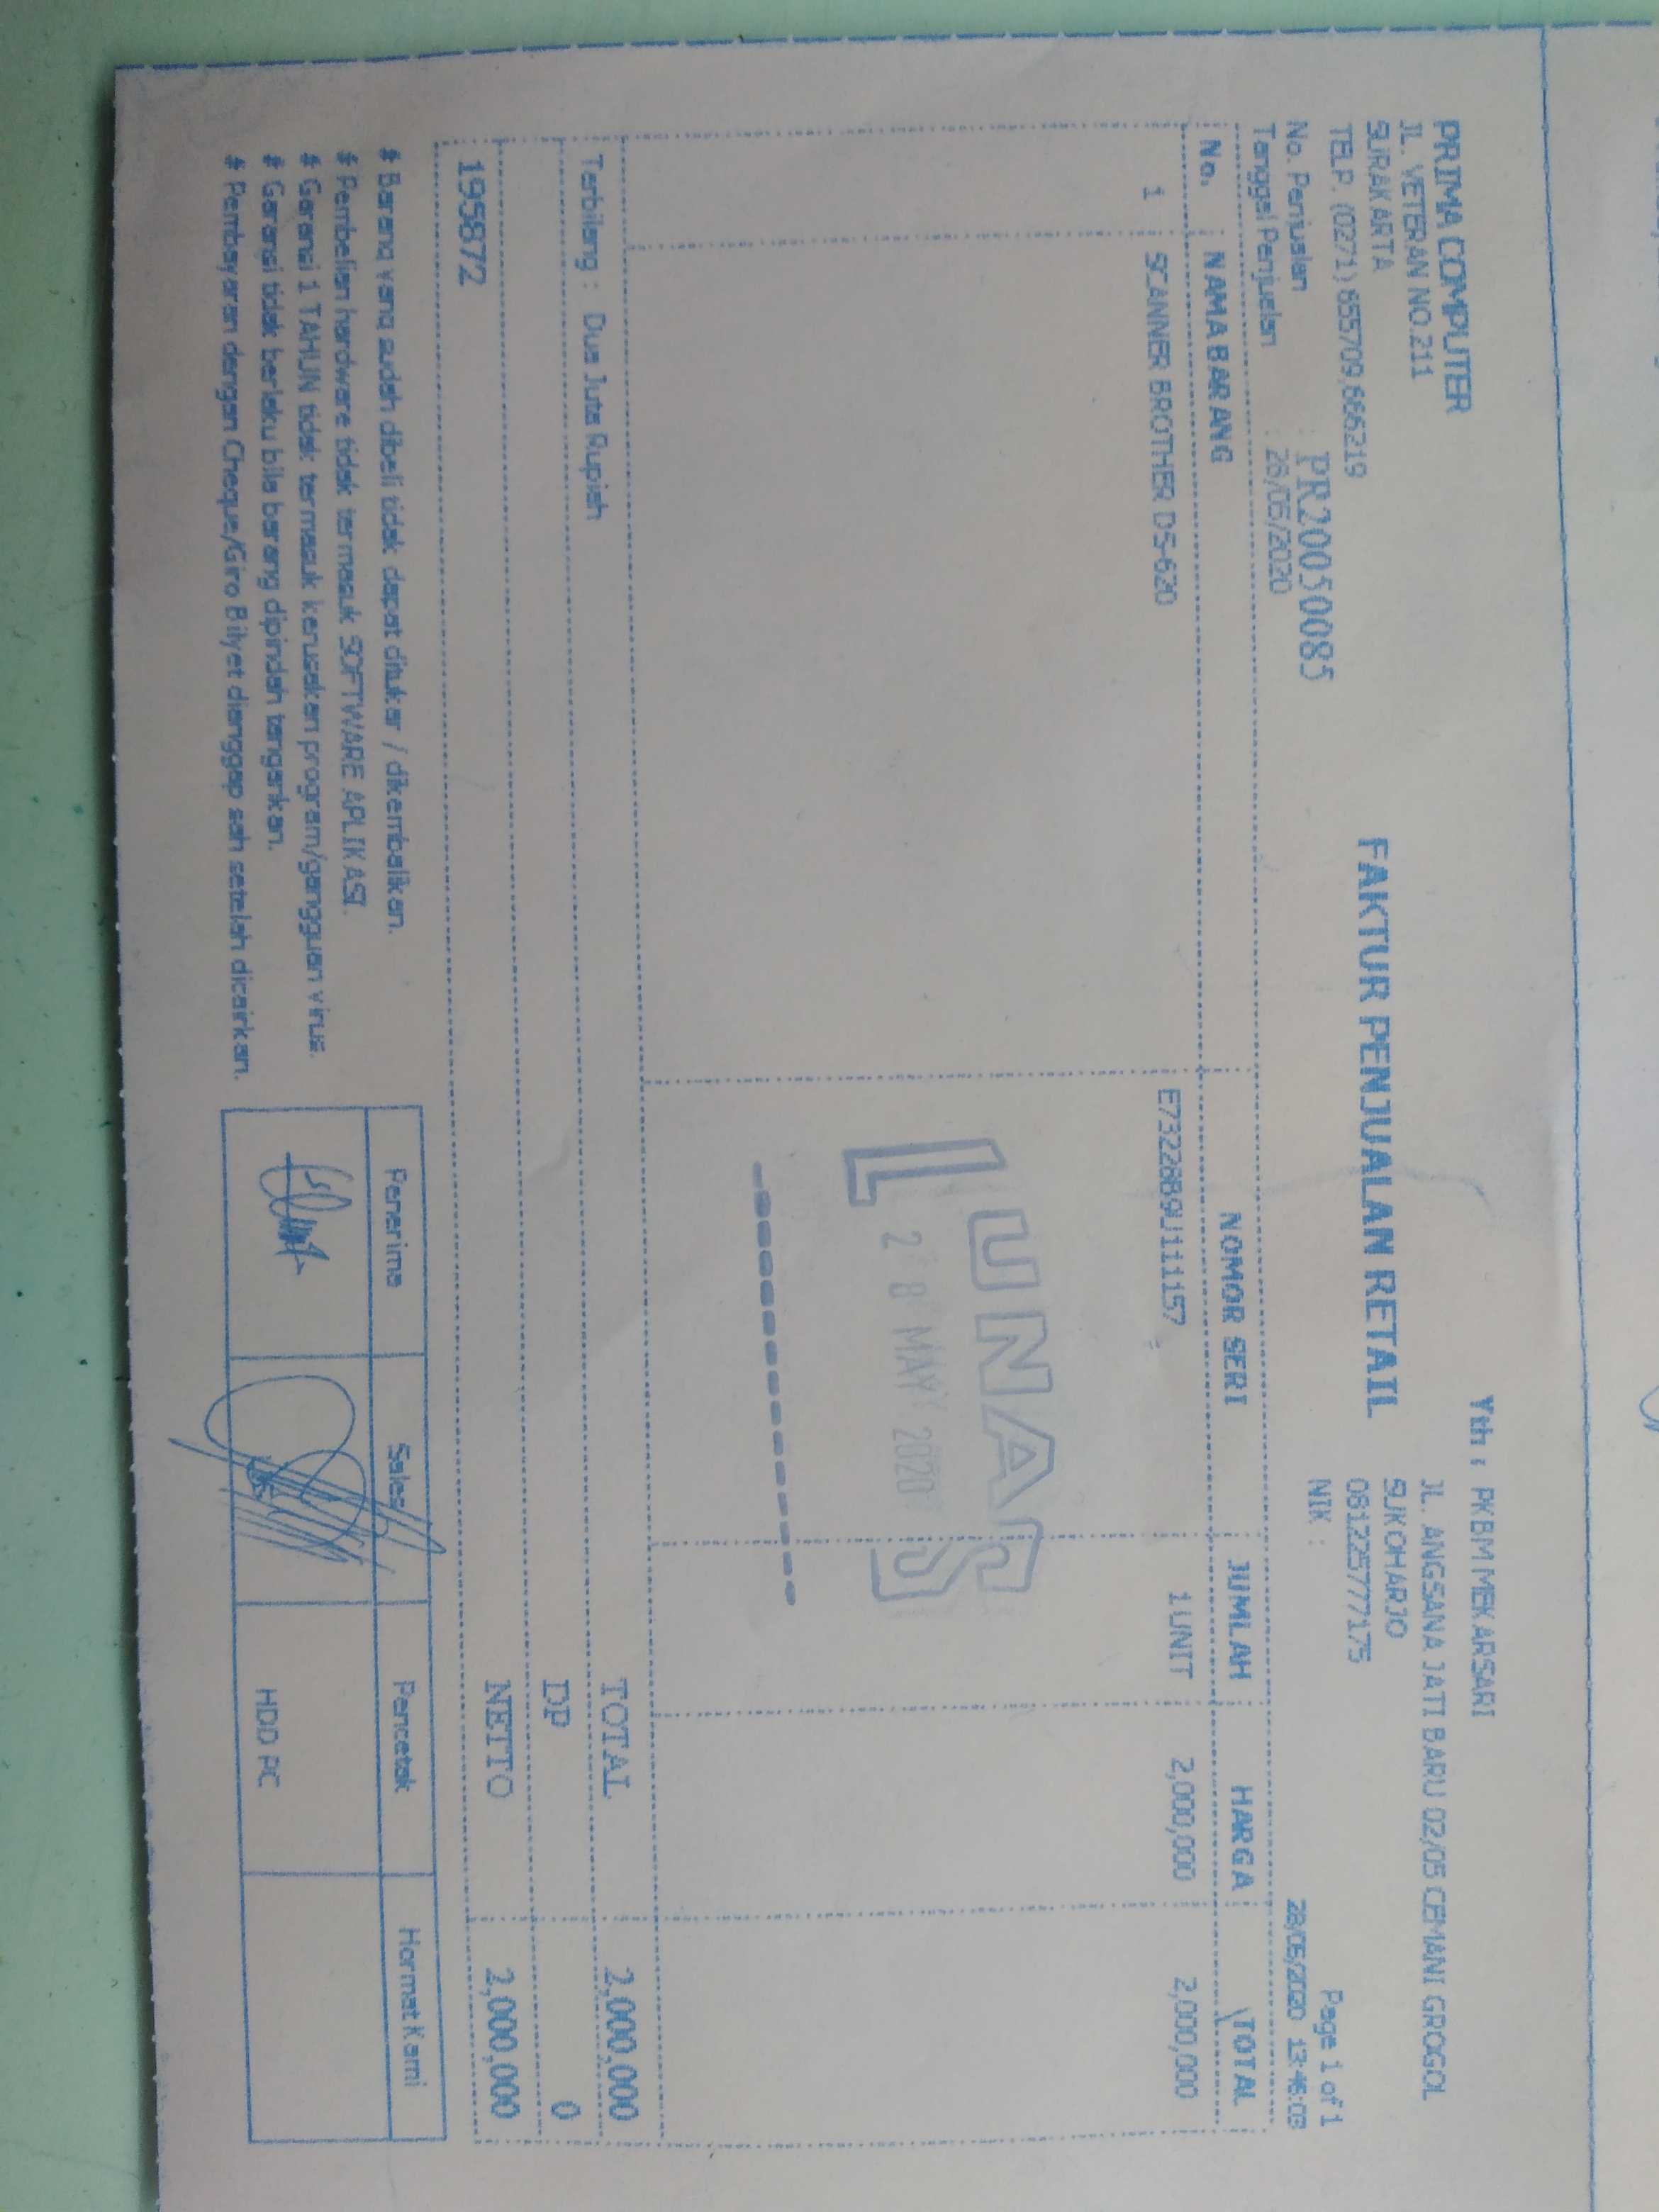 PRIMA COMPUTER
JL. VETERAN NO.211
SURAKARTA
TELP. (0271) 655709,666219
No. Penjualan : PR20050085
Tanggal Penjualan : 28/05/2020
FAKTUR PENJUALAN RETAIL
Yth : PKBM MEKARSARI
JL. ANGSANA JATI BARU 02/05 CEMANI GROGOL
SUKOHARJO
081225777175
NIK :
Page 1 of 1
28/05/2020 13:46:03
No. NAMA BARANG NOMOR SERI JUMLAH HARGA TOTAL
1 SCANNER BROTHER DS-620 E73228B9U111157 1 UNIT 2,000,000 2,000,000
LUNAS
28 MAY 2020
Terbilang : Dua Juta Rupiah TOTAL 2,000,000
DP 0
NETTO 2,000,000
195872
# Barang yang sudah dibeli tidak dapat ditukar / dikembalikan.
# Pembelian hardware tidak termasuk SOFTWARE APLIKASI.
# Garansi 1 TAHUN tidak termasuk kerusakan program/gangguan virus.
# Garansi tidak berlaku bila barang dipindah tangankan.
# Pembayaran dengan Cheque/Giro Bilyet dianggap sah setelah dicairkan.
Penerima Sales Pencetak Hormat Kami
HDD PC